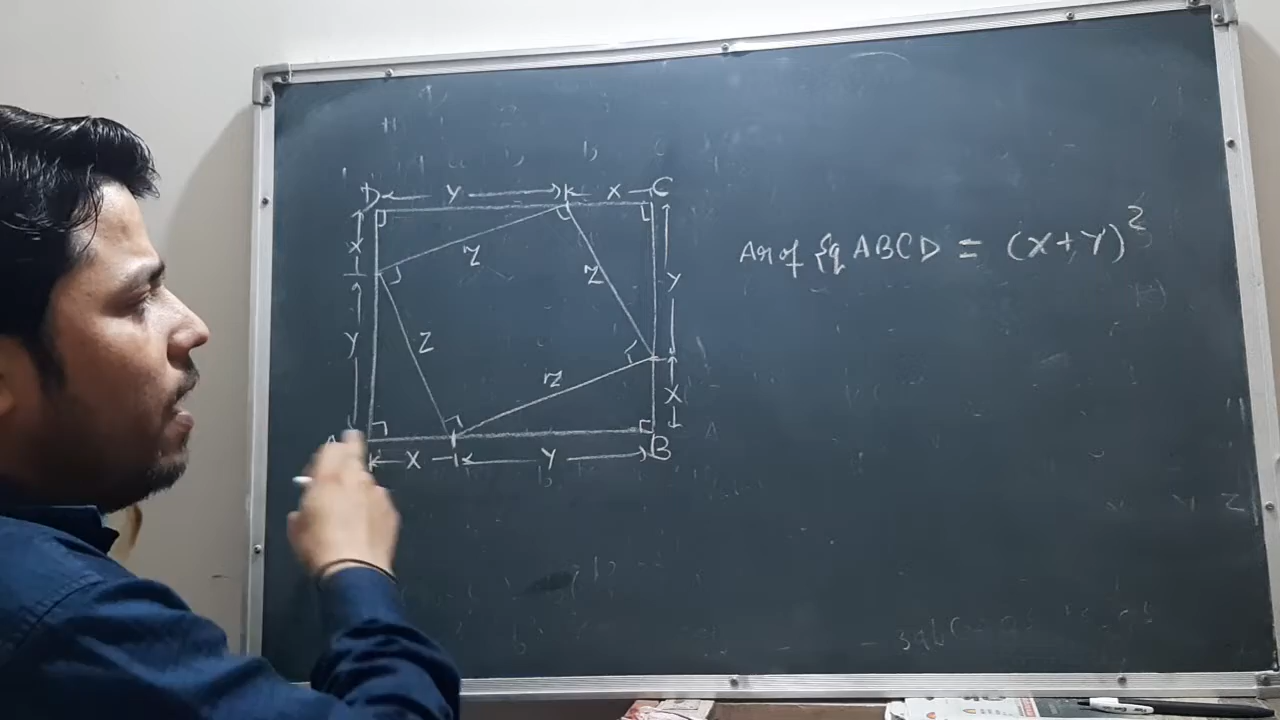 D Y X C
X Z Z Y
Ar of Sq ABCD = (X+Y)²
Y Z Z X
X Y B
X Y Z